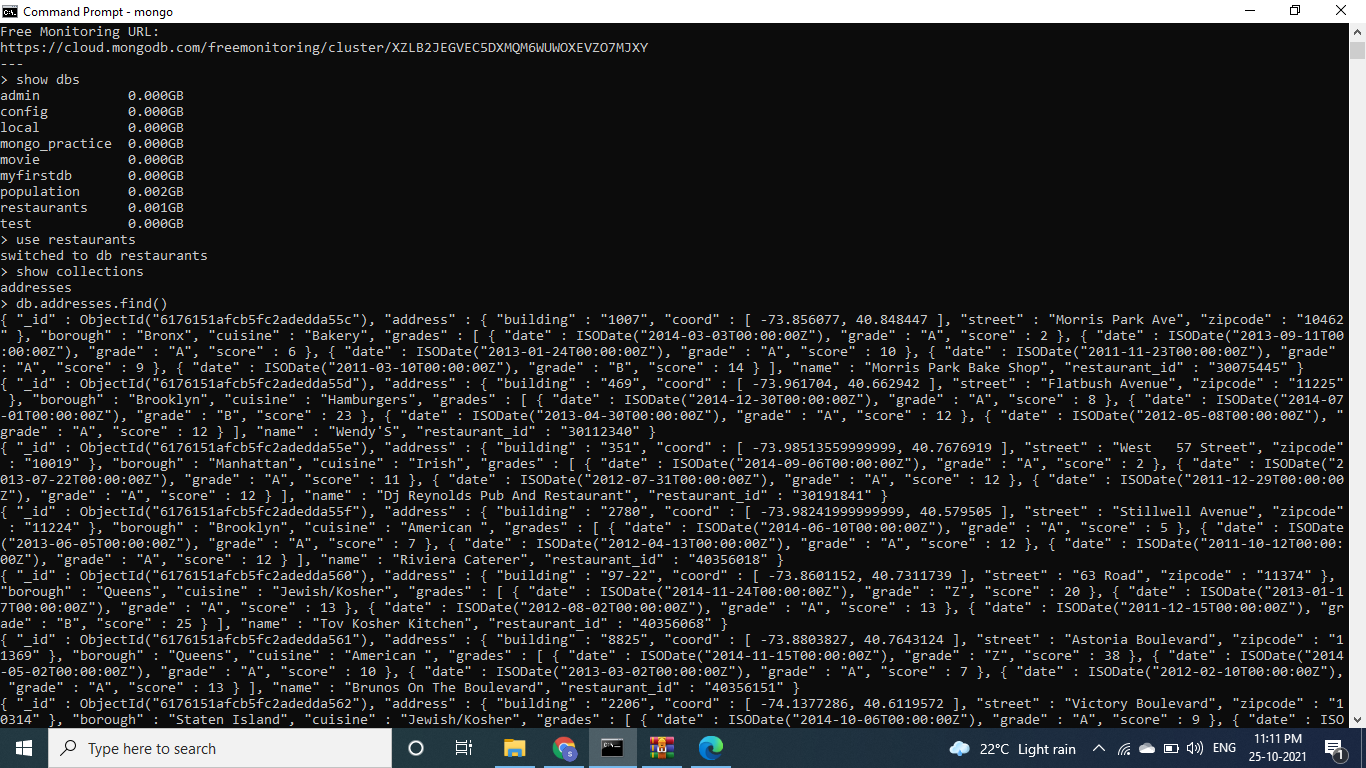 Command Prompt - mongo
Free Monitoring URL:
https://cloud.mongodb.com/freemonitoring/cluster/XZLB2JEGVEC5DXMQM6WUWOXEVZO7MJXY
---
> show dbs
admin           0.000GB
config          0.000GB
local           0.000GB
mongo_practice  0.000GB
movie           0.000GB
myfirstdb       0.000GB
population      0.002GB
restaurants     0.001GB
test            0.000GB
> use restaurants
switched to db restaurants
> show collections
addresses
> db.addresses.find()
{ "_id" : ObjectId("6176151afcb5fc2adedda55c"), "address" : { "building" : "1007", "coord" : [ -73.856077, 40.848447 ], "street" : "Morris Park Ave", "zipcode" : "10462
" }, "borough" : "Bronx", "cuisine" : "Bakery", "grades" : [ { "date" : ISODate("2014-03-03T00:00:00Z"), "grade" : "A", "score" : 2 }, { "date" : ISODate("2013-09-11T00
:00:00Z"), "grade" : "A", "score" : 6 }, { "date" : ISODate("2013-01-24T00:00:00Z"), "grade" : "A", "score" : 10 }, { "date" : ISODate("2011-11-23T00:00:00Z"), "grade"
: "A", "score" : 9 }, { "date" : ISODate("2011-03-10T00:00:00Z"), "grade" : "B", "score" : 14 } ], "name" : "Morris Park Bake Shop", "restaurant_id" : "30075445" }
{ "_id" : ObjectId("6176151afcb5fc2adedda55d"), "address" : { "building" : "469", "coord" : [ -73.961704, 40.662942 ], "street" : "Flatbush Avenue", "zipcode" : "11225"
 }, "borough" : "Brooklyn", "cuisine" : "Hamburgers", "grades" : [ { "date" : ISODate("2014-12-30T00:00:00Z"), "grade" : "A", "score" : 8 }, { "date" : ISODate("2014-07
-01T00:00:00Z"), "grade" : "B", "score" : 23 }, { "date" : ISODate("2013-04-30T00:00:00Z"), "grade" : "A", "score" : 12 }, { "date" : ISODate("2012-05-08T00:00:00Z"), "
grade" : "A", "score" : 12 } ], "name" : "Wendy'S", "restaurant_id" : "30112340" }
{ "_id" : ObjectId("6176151afcb5fc2adedda55e"), "address" : { "building" : "351", "coord" : [ -73.98513559999999, 40.7676919 ], "street" : "West   57 Street", "zipcode"
 : "10019" }, "borough" : "Manhattan", "cuisine" : "Irish", "grades" : [ { "date" : ISODate("2014-09-06T00:00:00Z"), "grade" : "A", "score" : 2 }, { "date" : ISODate("2
013-07-22T00:00:00Z"), "grade" : "A", "score" : 11 }, { "date" : ISODate("2012-07-31T00:00:00Z"), "grade" : "A", "score" : 12 }, { "date" : ISODate("2011-12-29T00:00:00
Z"), "grade" : "A", "score" : 12 } ], "name" : "Dj Reynolds Pub And Restaurant", "restaurant_id" : "30191841" }
{ "_id" : ObjectId("6176151afcb5fc2adedda55f"), "address" : { "building" : "2780", "coord" : [ -73.98241999999999, 40.579505 ], "street" : "Stillwell Avenue", "zipcode"
 : "11224" }, "borough" : "Brooklyn", "cuisine" : "American ", "grades" : [ { "date" : ISODate("2014-06-10T00:00:00Z"), "grade" : "A", "score" : 5 }, { "date" : ISODate
("2013-06-05T00:00:00Z"), "grade" : "A", "score" : 7 }, { "date" : ISODate("2012-04-13T00:00:00Z"), "grade" : "A", "score" : 12 }, { "date" : ISODate("2011-10-12T00:00:
00Z"), "grade" : "A", "score" : 12 } ], "name" : "Riviera Caterer", "restaurant_id" : "40356018" }
{ "_id" : ObjectId("6176151afcb5fc2adedda560"), "address" : { "building" : "97-22", "coord" : [ -73.8601152, 40.7311739 ], "street" : "63 Road", "zipcode" : "11374" },
"borough" : "Queens", "cuisine" : "Jewish/Kosher", "grades" : [ { "date" : ISODate("2014-11-24T00:00:00Z"), "grade" : "Z", "score" : 20 }, { "date" : ISODate("2013-01-1
7T00:00:00Z"), "grade" : "A", "score" : 13 }, { "date" : ISODate("2012-08-02T00:00:00Z"), "grade" : "A", "score" : 13 }, { "date" : ISODate("2011-12-15T00:00:00Z"), "gr
ade" : "B", "score" : 25 } ], "name" : "Tov Kosher Kitchen", "restaurant_id" : "40356068" }
{ "_id" : ObjectId("6176151afcb5fc2adedda561"), "address" : { "building" : "8825", "coord" : [ -73.8803827, 40.7643124 ], "street" : "Astoria Boulevard", "zipcode" : "1
1369" }, "borough" : "Queens", "cuisine" : "American ", "grades" : [ { "date" : ISODate("2014-11-15T00:00:00Z"), "grade" : "Z", "score" : 38 }, { "date" : ISODate("2014
-05-02T00:00:00Z"), "grade" : "A", "score" : 10 }, { "date" : ISODate("2013-03-02T00:00:00Z"), "grade" : "A", "score" : 7 }, { "date" : ISODate("2012-02-10T00:00:00Z"),
 "grade" : "A", "score" : 13 } ], "name" : "Brunos On The Boulevard", "restaurant_id" : "40356151" }
{ "_id" : ObjectId("6176151afcb5fc2adedda562"), "address" : { "building" : "2206", "coord" : [ -74.1377286, 40.6119572 ], "street" : "Victory Boulevard", "zipcode" : "1
0314" }, "borough" : "Staten Island", "cuisine" : "Jewish/Kosher", "grades" : [ { "date" : ISODate("2014-10-06T00:00:00Z"), "grade" : "A", "score" : 9 }, { "date" : ISO
Type here to search
22°C Light rain
ENG
11:11 PM
25-10-2021
1